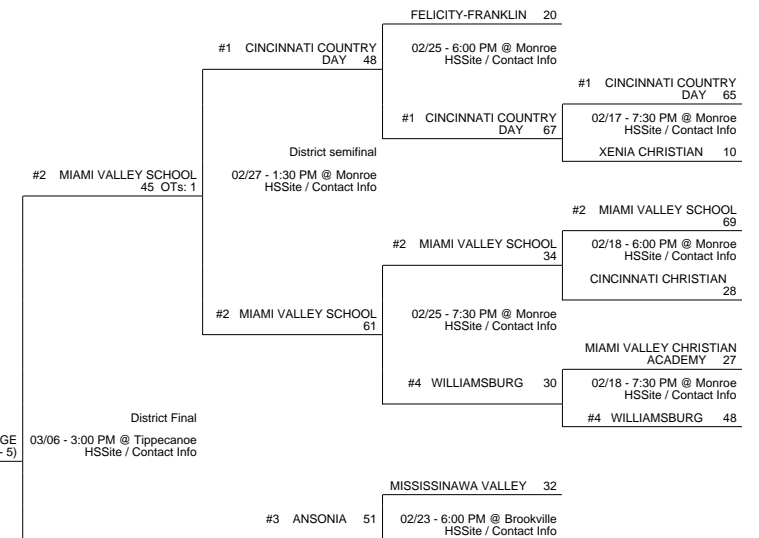 FELICITY-FRANKLIN 20
#1 CINCINNATI COUNTRY
DAY 48
02/25 - 6:00 PM @ Monroe
HSSite / Contact Info
#1 CINCINNATI COUNTRY
DAY 65
#1 CINCINNATI COUNTRY
DAY 67
02/17 - 7:30 PM @ Monroe
HSSite / Contact Info
District semifinal
XENIA CHRISTIAN 10
#2 MIAMI VALLEY SCHOOL
45 OTs: 1
02/27 - 1:30 PM @ Monroe
HSSite / Contact Info
#2 MIAMI VALLEY SCHOOL
69
#2 MIAMI VALLEY SCHOOL
34
02/18 - 6:00 PM @ Monroe
HSSite / Contact Info
CINCINNATI CHRISTIAN
28
#2 MIAMI VALLEY SCHOOL
61
02/25 - 7:30 PM @ Monroe
HSSite / Contact Info
MIAMI VALLEY CHRISTIAN
ACADEMY 27
#4 WILLIAMSBURG 30
02/18 - 7:30 PM @ Monroe
HSSite / Contact Info
District Final
#4 WILLIAMSBURG 48
GE
- 5)
03/06 - 3:00 PM @ Tippecanoe
HSSite / Contact Info
MISSISSINAWA VALLEY 32
#3 ANSONIA 51
02/23 - 6:00 PM @ Brookville
HSSite / Contact Info